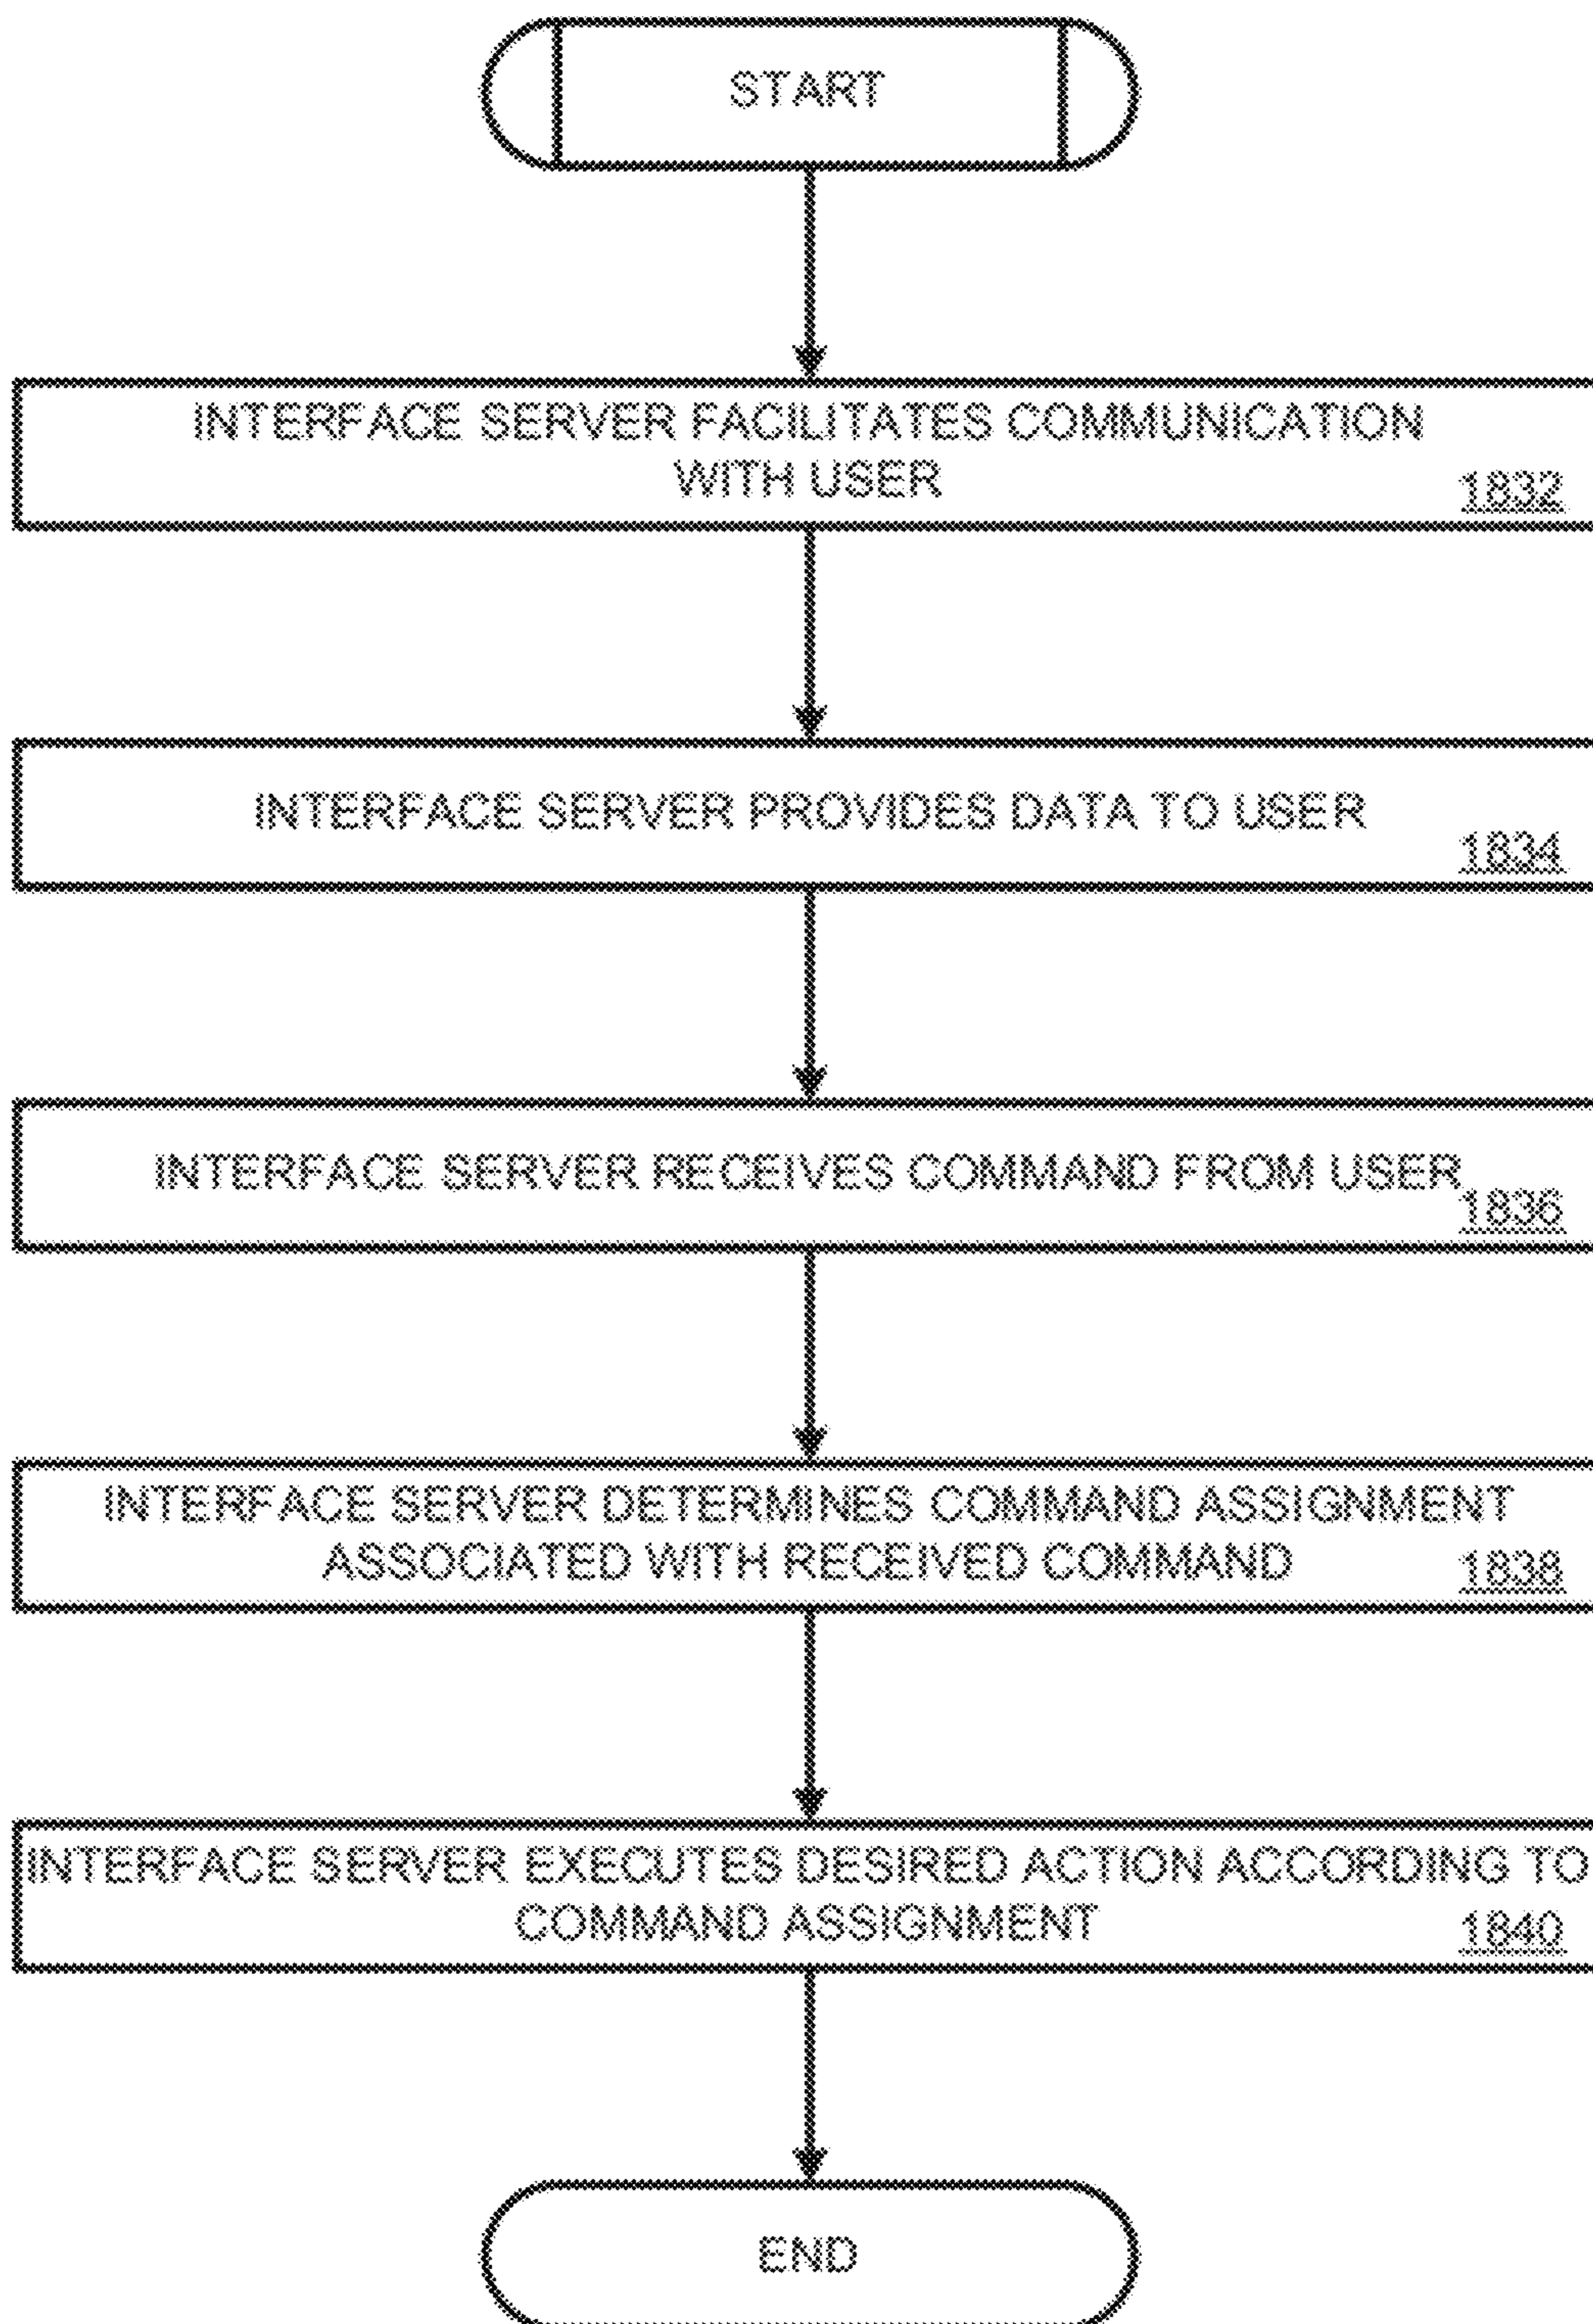 START
INTERFACE SERVER FACILITATES COMMUNICATION
WITH USER
1832
INTERFACE SERVER PROVIDES DATA TO USER
1834
INTERFACE SERVER RECEIVES COMMAND FROM USER
1836
INTERFACE SERVER DETERMINES COMMAND ASSIGNMENT
ASSOCIATED WITH RECEIVED COMMAND
1838
INTERFACE SERVER EXECUTES DESIRED ACTION ACCORDING TO
COMMAND ASSIGNMENT
1840
END